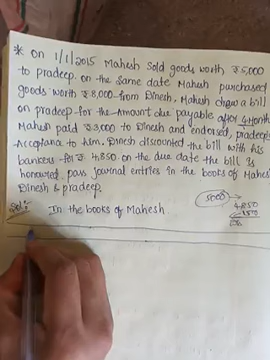 * On 1/1/2015 Mahesh sold goods worth ₹5,000
to pradeep. on the same date Mahesh purchased
goods worth ₹8,000 from Dinesh. Mahesh drew a bill
on pradeep for the Amount due payable after 4 Month
Mahesh paid ₹3,000 to Dinesh and endorsed, pradeep's
Acceptance to him. Dinesh discounted the bill with his
bankers for ₹ 4,850 on the due date the bill is
honoured. pass journal entries in the books of Mahes
Dinesh & pradeep.
Sol:
In the books of Mahesh
5000
4850
150